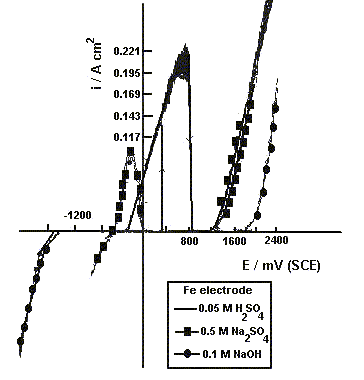 i / A cm2
0.221
0.195
0.169
0.143
0.117
-1200
800
1600
2400
E / mV (SCE)
Fe electrode
0.05 M H2SO4
0.5 M Na2SO4
0.1 M NaOH